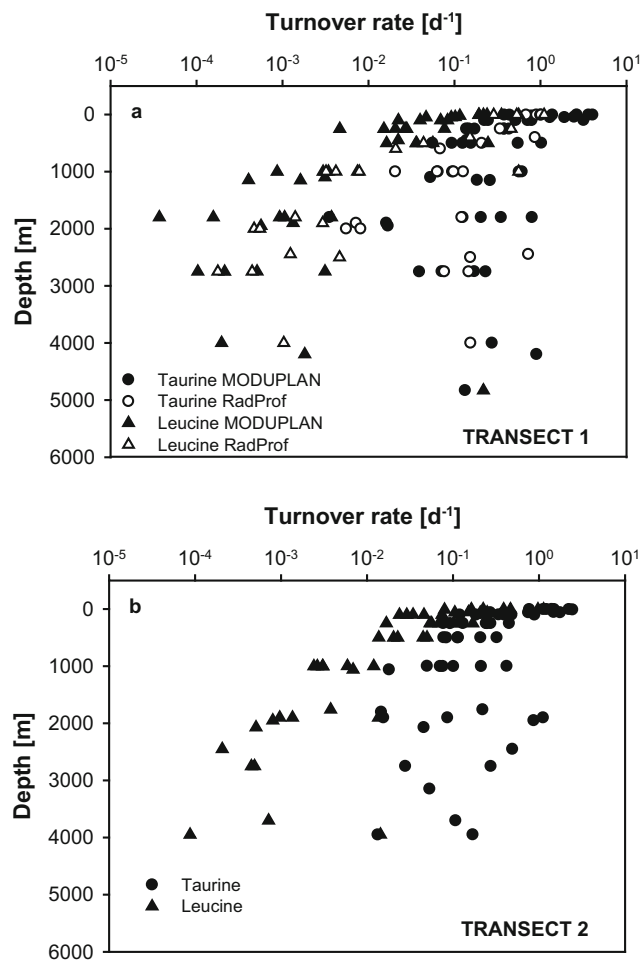 Turnover rate [d⁻¹]
10⁻⁵ 10⁻⁴ 10⁻³ 10⁻² 10⁻¹ 10⁰ 10¹
a
0
1000
2000
3000
4000
5000
6000
Depth [m]
Taurine MODUPLAN
Taurine RadProf
Leucine MODUPLAN
Leucine RadProf
TRANSECT 1
Turnover rate [d⁻¹]
10⁻⁵ 10⁻⁴ 10⁻³ 10⁻² 10⁻¹ 10⁰ 10¹
b
0
1000
2000
3000
4000
5000
6000
Depth [m]
Taurine
Leucine
TRANSECT 2